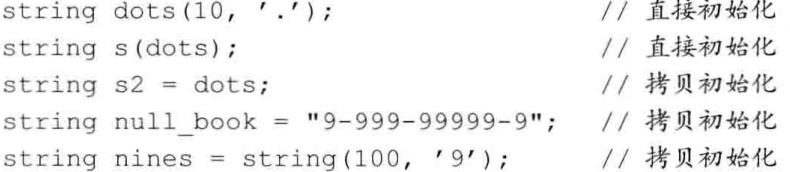 string dots(10, '.');                // 直接初始化
string s(dots);                      // 直接初始化
string s2 = dots;                    // 拷贝初始化
string null_book = "9-999-99999-9";  // 拷贝初始化
string nines = string(100, '9');     // 拷贝初始化